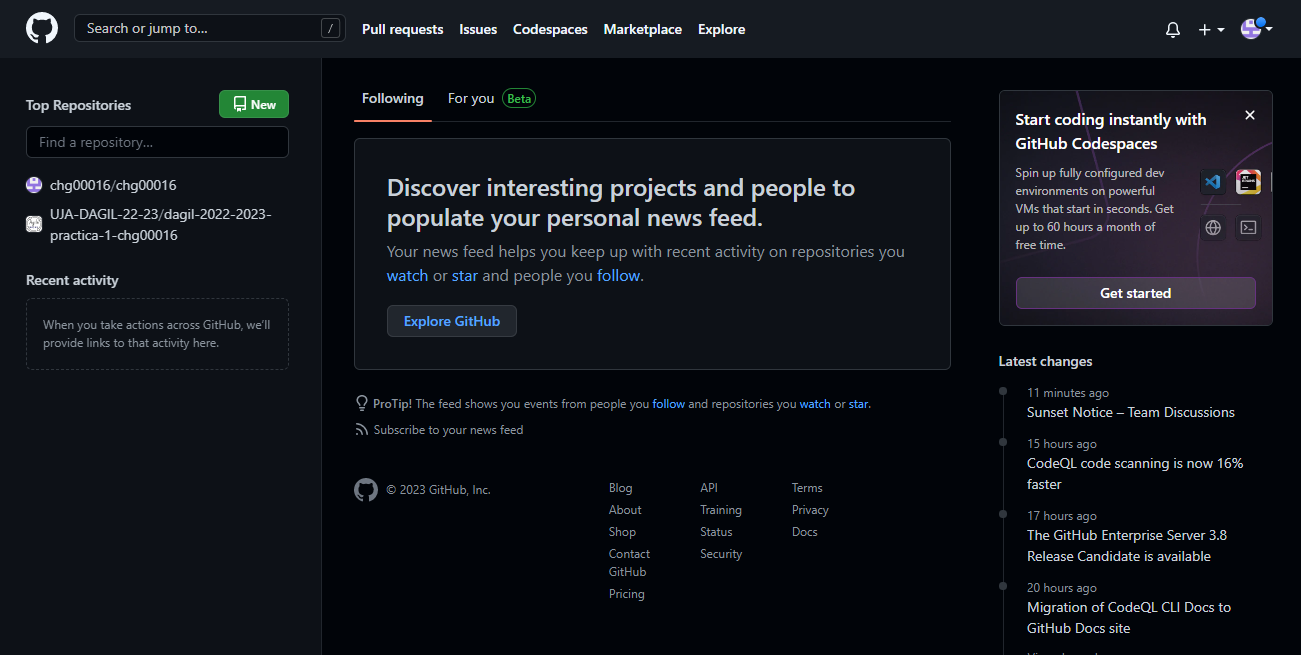 Search or jump to... /
Pull requests
Issues
Codespaces
Marketplace
Explore
Top Repositories
New
Find a repository...
chg00016/chg00016
UJA-DAGIL-22-23/dagil-2022-2023-
practica-1-chg00016
Recent activity
When you take actions across GitHub, we'll
provide links to that activity here.
Following
For you Beta
Discover interesting projects and people to
populate your personal news feed.
Your news feed helps you keep up with recent activity on repositories you
watch or star and people you follow.
Explore GitHub
ProTip! The feed shows you events from people you follow and repositories you watch or star.
Subscribe to your news feed
© 2023 GitHub, Inc.
Blog
About
Shop
Contact
GitHub
Pricing
API
Training
Status
Security
Terms
Privacy
Docs
Start coding instantly with
GitHub Codespaces
Spin up fully configured dev
environments on powerful
VMs that start in seconds. Get
up to 60 hours a month of
free time.
Get started
Latest changes
11 minutes ago
Sunset Notice – Team Discussions
15 hours ago
CodeQL code scanning is now 16%
faster
17 hours ago
The GitHub Enterprise Server 3.8
Release Candidate is available
20 hours ago
Migration of CodeQL CLI Docs to
GitHub Docs site